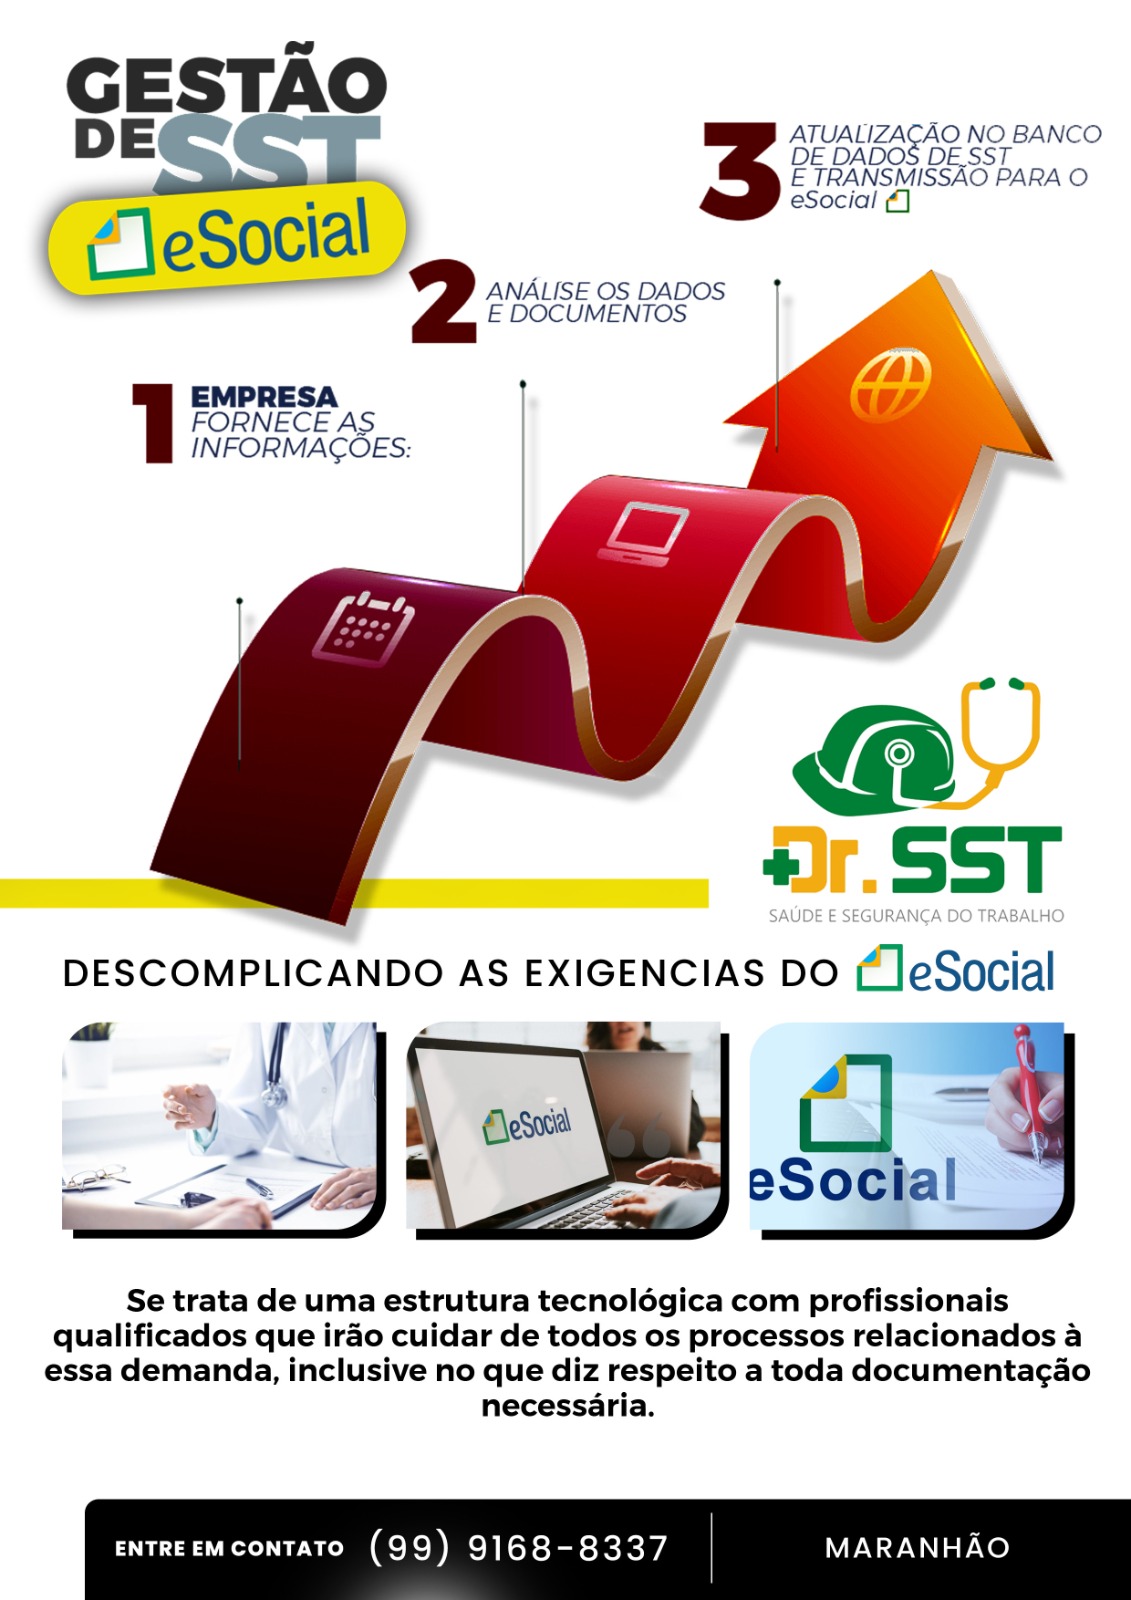 GESTÃO
DE SST
eSocial
3 ATUALIZAÇÃO NO BANCO
DE DADOS DE SST
E TRANSMISSÃO PARA O
eSocial
2 ANÁLISE OS DADOS
E DOCUMENTOS
1 EMPRESA
FORNECE AS
INFORMAÇÕES:
Dr. SST
SAÚDE E SEGURANÇA DO TRABALHO
DESCOMPLICANDO AS EXIGENCIAS DO eSocial
eSocial
eSocial
Se trata de uma estrutura tecnológica com profissionais
qualificados que irão cuidar de todos os processos relacionados à
essa demanda, inclusive no que diz respeito a toda documentação
necessária.
ENTRE EM CONTATO (99) 9168-8337
MARANHÃO